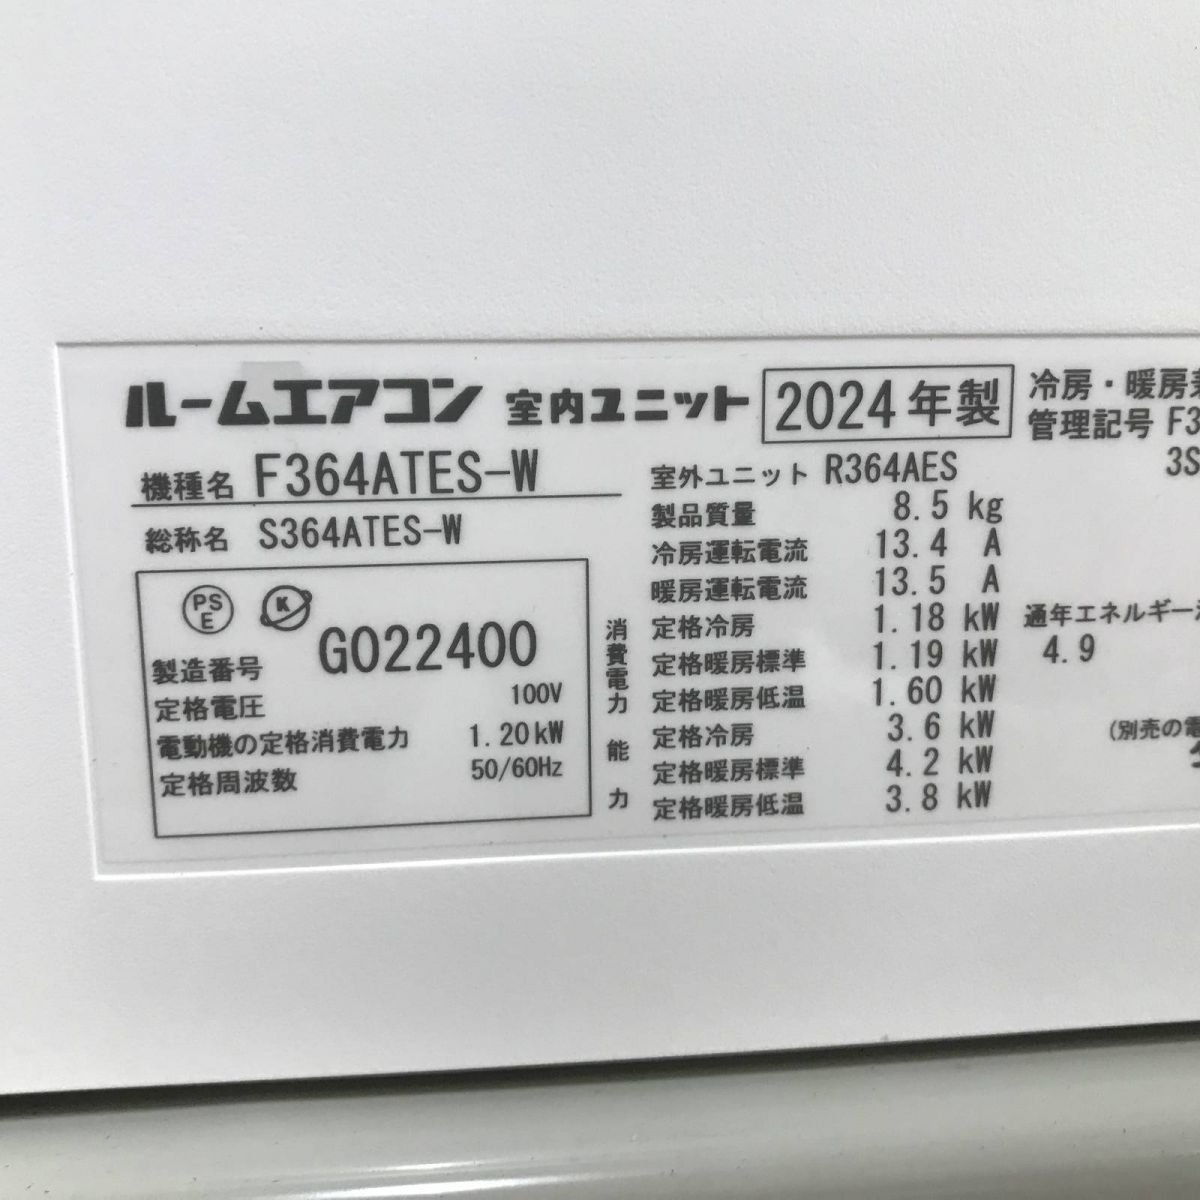 ルームエアコン 室内ユニット 2024年製
機種名 F364ATES-W
総称名 S364ATES-W
PS
E
K
製造番号 G022400
定格電圧 100V
電動機の定格消費電力 1.20kW
定格周波数 50/60Hz
室外ユニット R364AES
製品質量 8.5 kg
冷房運転電流 13.4 A
暖房運転電流 13.5 A
消費電力
定格冷房 1.18 kW
定格暖房標準 1.19 kW
定格暖房低温 1.60 kW
能力
定格冷房 3.6 kW
定格暖房標準 4.2 kW
定格暖房低温 3.8 kW
冷房・暖房
管理記号 F3
3S
通年エネルギー
4.9
(別売の電